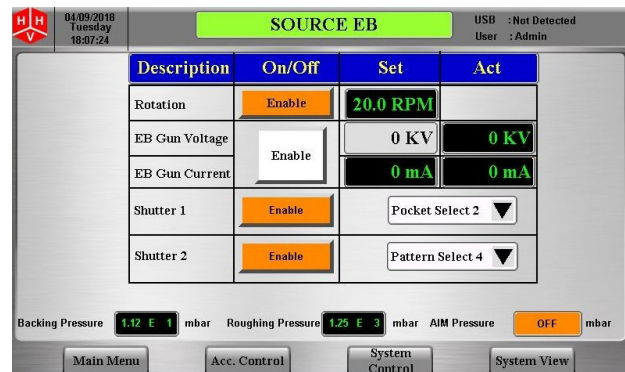 H H V
04/09/2018
Tuesday
18:07:24
SOURCE EB
USB : Not Detected
User : Admin
Description On/Off Set Act
Rotation Enable 20.0 RPM
EB Gun Voltage 0 KV 0 KV
Enable
EB Gun Current 0 mA 0 mA
Shutter 1 Enable Pocket Select 2
Shutter 2 Enable Pattern Select 4
Backing Pressure 1.12 E 1 mbar Roughing Pressure 1.25 E 3 mbar AIM Pressure OFF mbar
Main Menu Acc. Control System Control System View